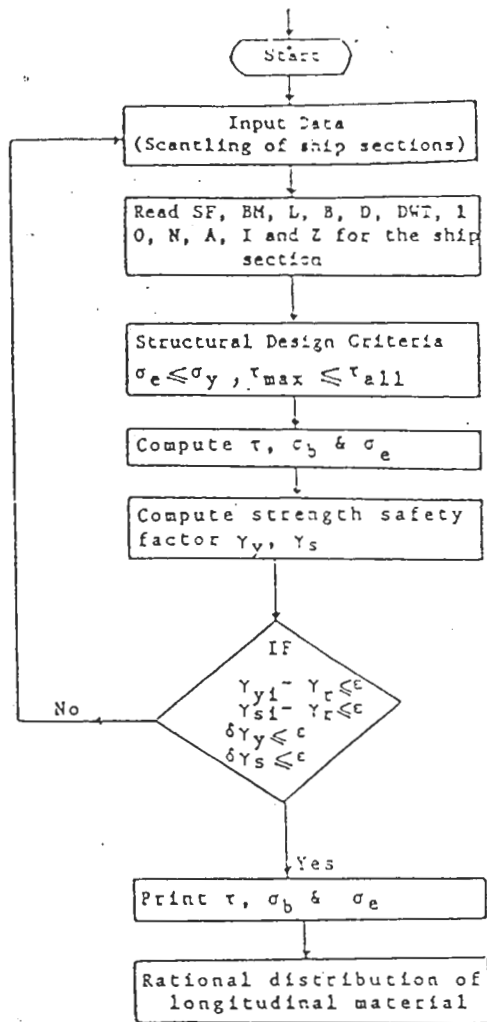 Start
Input Data
(Scantling of ship sections)
Read SF, BM, L, B, D, DWT, l
O, N, A, I and Z for the ship
section
Structural Design Criteria
σe ⩽ σy , τmax ⩽ τall
Compute τ, σb & σe
Compute strength safety
factor γy, γs
IF
γyi - γr ⩽ ε
γsi - γr ⩽ ε
δγy ⩽ ε
δγs ⩽ ε
No
Yes
Print τ, σb & σe
Rational distribution of
longitudinal material